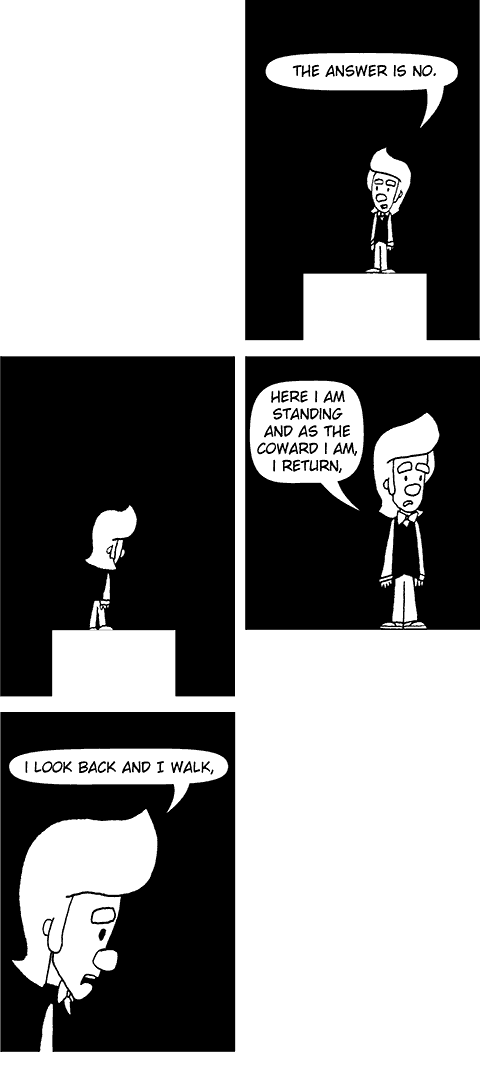 THE ANSWER IS NO.
HERE I AM
STANDING
AND AS THE
COWARD I AM,
I RETURN,
I LOOK BACK AND I WALK,